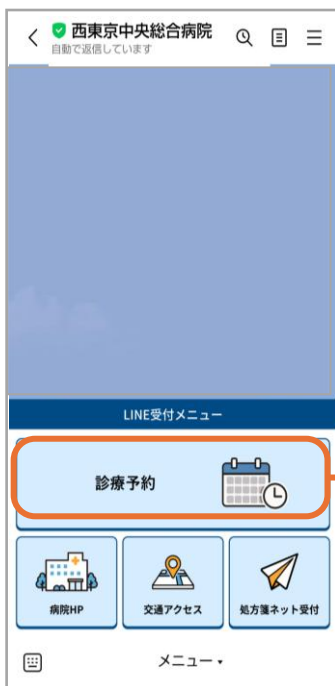 西東京中央総合病院
自動で返信しています
LINE受付メニュー
診療予約
病院HP
交通アクセス
処方箋ネット受付
メニュー